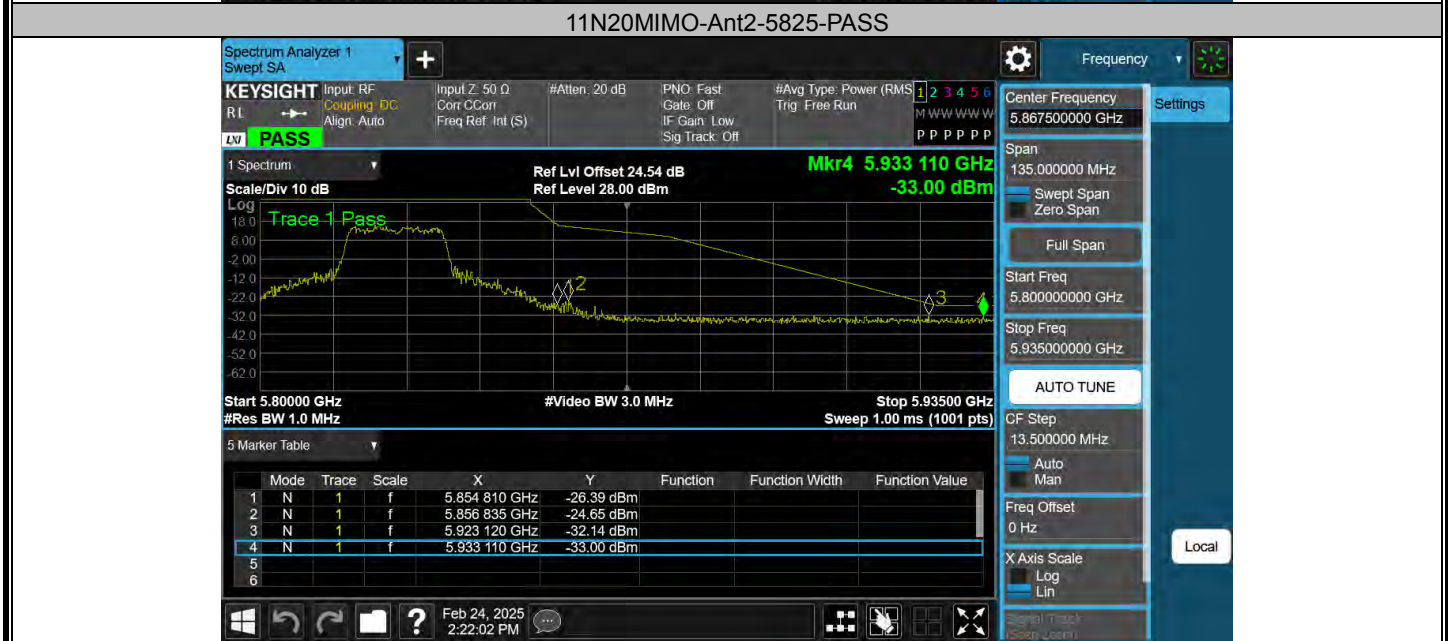 11N20MIMO-Ant2-5825-PASS
Spectrum Analyzer 1
Swept SA
+
Frequency
KEYSIGHT
Input: RF
Coupling: DC
Align: Auto
Input Z: 50 Ω
Corr CCorr
Freq Ref: Int (S)
#Atten: 20 dB
PNO: Fast
Gate: Off
IF Gain: Low
Sig Track: Off
#Avg Type: Power (RMS
Trig: Free Run
1 2 3 4 5 6
M W W W W W
P P P P P P
RL
LXI PASS
1 Spectrum
Scale/Div 10 dB
Ref Lvl Offset 24.54 dB
Ref Level 28.00 dBm
Mkr4 5.933 110 GHz
-33.00 dBm
Log
Trace 1 Pass
18.0
8.00
-2.00
-12.0
-22.0
-32.0
-42.0
-52.0
-62.0
2
3
4
Start 5.80000 GHz
#Res BW 1.0 MHz
#Video BW 3.0 MHz
Stop 5.93500 GHz
Sweep 1.00 ms (1001 pts)
5 Marker Table
Mode Trace Scale X Y Function Function Width Function Value
1 N 1 f 5.854 810 GHz -26.39 dBm
2 N 1 f 5.856 835 GHz -24.65 dBm
3 N 1 f 5.923 120 GHz -32.14 dBm
4 N 1 f 5.933 110 GHz -33.00 dBm
5
6
?
Feb 24, 2025
2:22:02 PM
Center Frequency
5.867500000 GHz
Settings
Span
135.000000 MHz
Swept Span
Zero Span
Full Span
Start Freq
5.800000000 GHz
Stop Freq
5.935000000 GHz
AUTO TUNE
CF Step
13.500000 MHz
Auto
Man
Freq Offset
0 Hz
X Axis Scale
Log
Lin
Signal Track
(Span Zoom)
Local